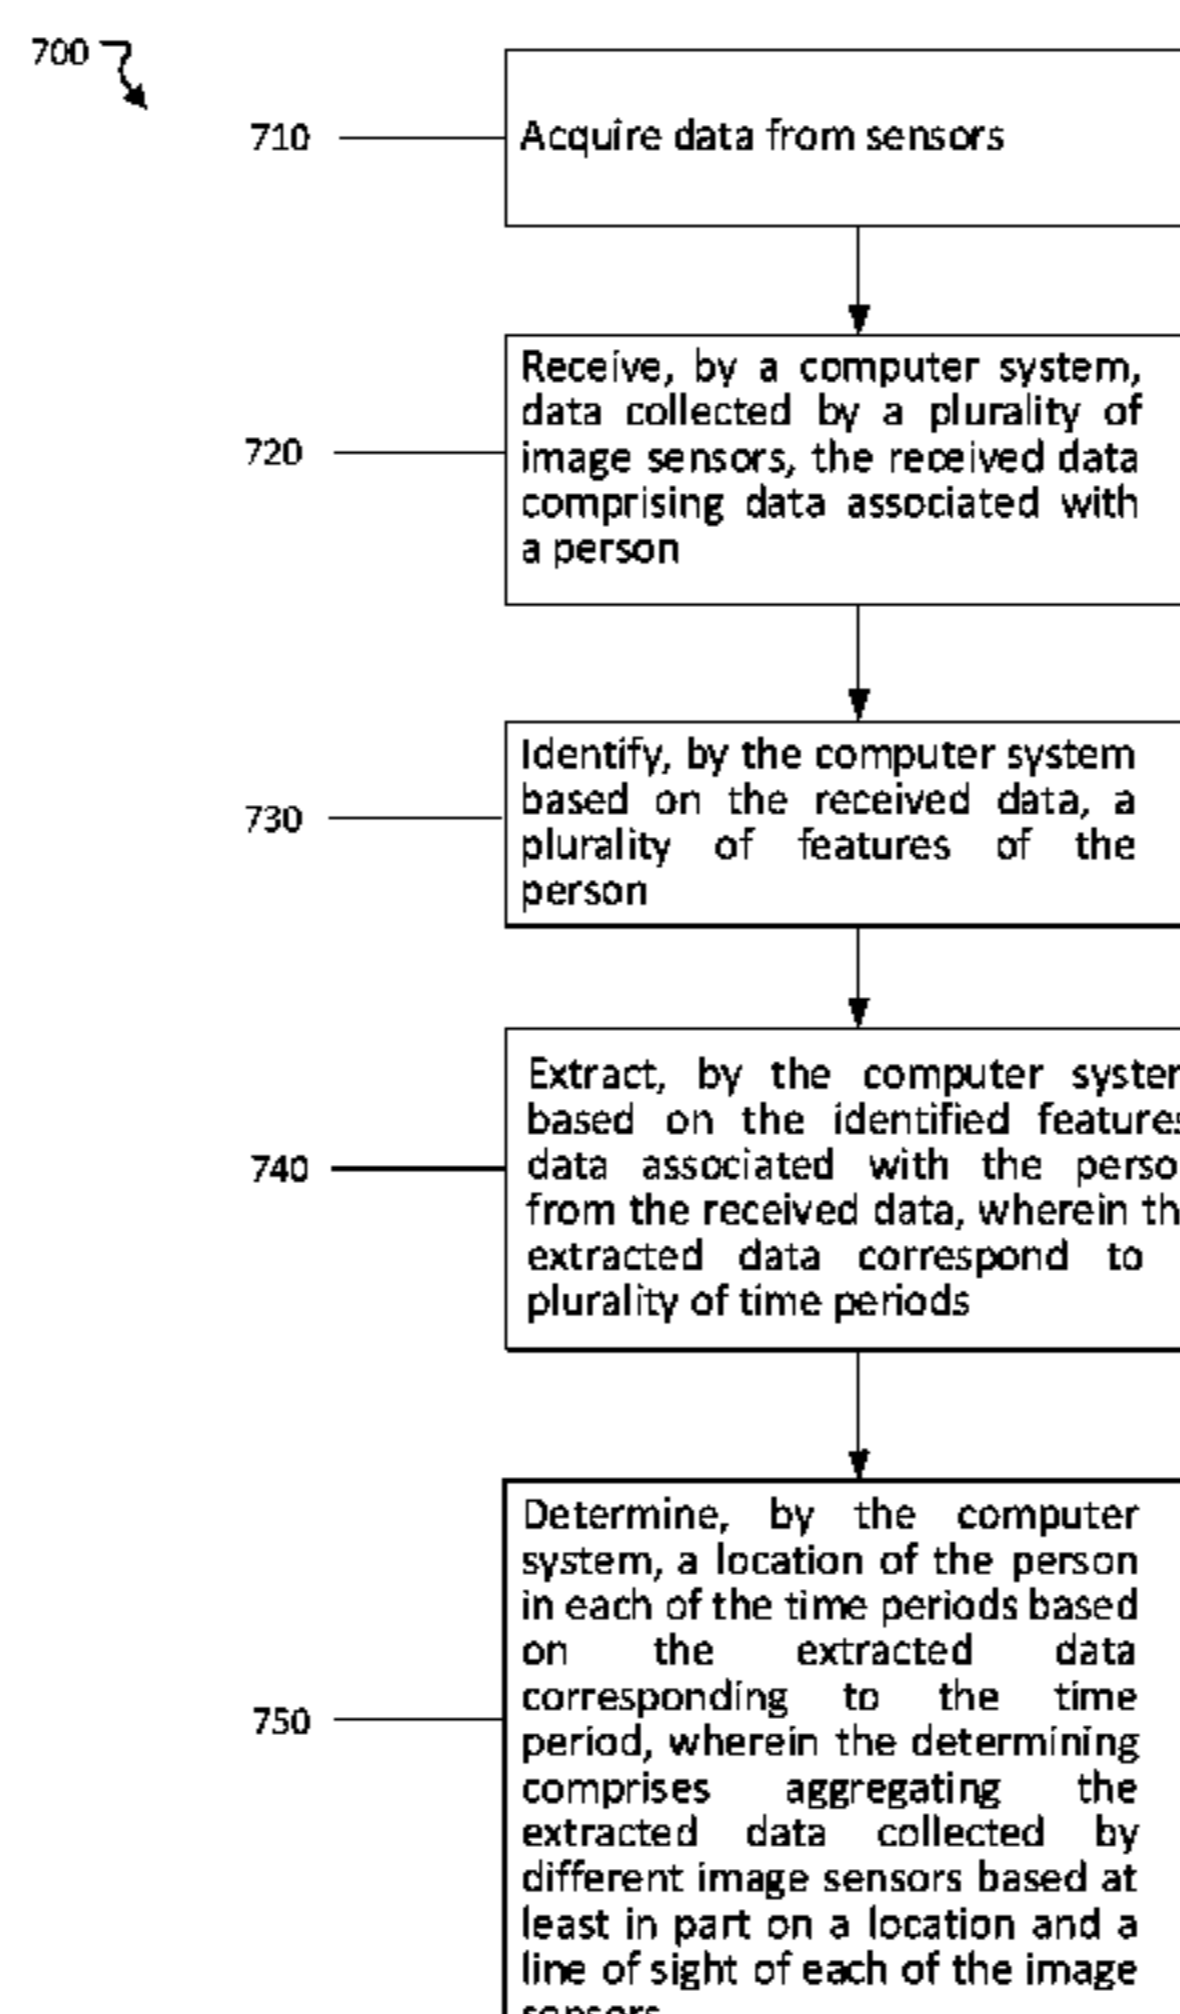 700
710
Acquire data from sensors
720
Receive, by a computer system,
data collected by a plurality of
image sensors, the received data
comprising data associated with
a person
730
Identify, by the computer system
based on the received data, a
plurality of features of the
person
740
Extract, by the computer
based on the identified features
data associated with the
from the received data, wherein
extracted data correspond to
plurality of time periods
750
Determine, by the computer
system, a location of the person
in each of the time periods based
on the extracted data
corresponding to the time
period, wherein the determining
comprises aggregating the
extracted data collected by
different image sensors based at
least in part on a location and a
line of sight of each of the image
sensors